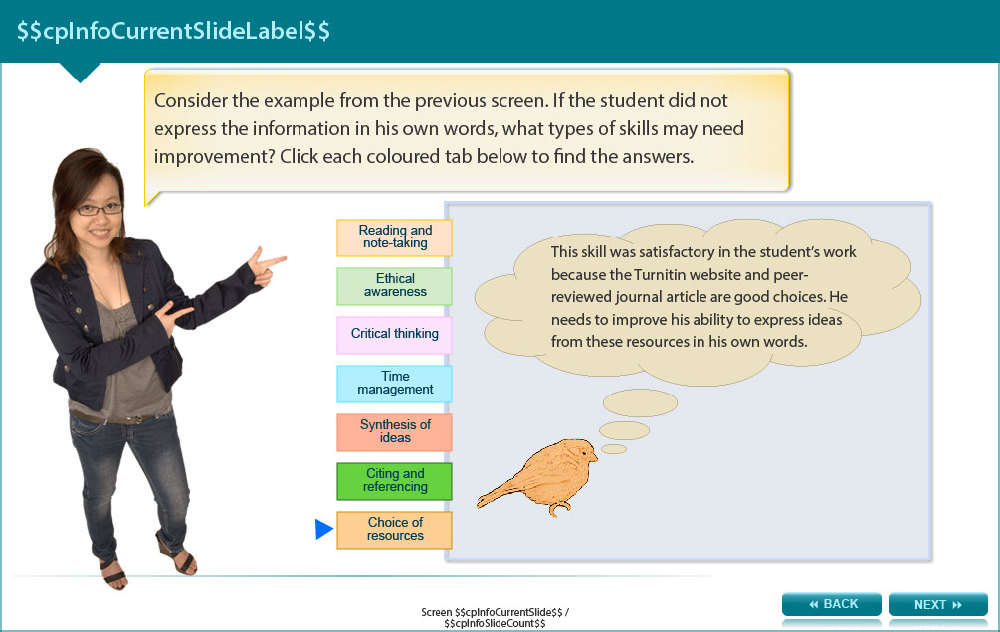 $$cpInfoCurrentSlideLabel$$
Consider the example from the previous screen. If the student did not
express the information in his own words, what types of skills may need
improvement? Click each coloured tab below to find the answers.
Reading and
note-taking
Ethical
awareness
Critical thinking
Time
management
Synthesis of
ideas
Citing and
referencing
Choice of
resources
This skill was satisfactory in the student's work
because the Turnitin website and peer-
reviewed journal article are good choices. He
needs to improve his ability to express ideas
from these resources in his own words.
Screen $$cpInfoCurrentSlide$$ /
$$cpInfoSlideCount$$
BACK
NEXT